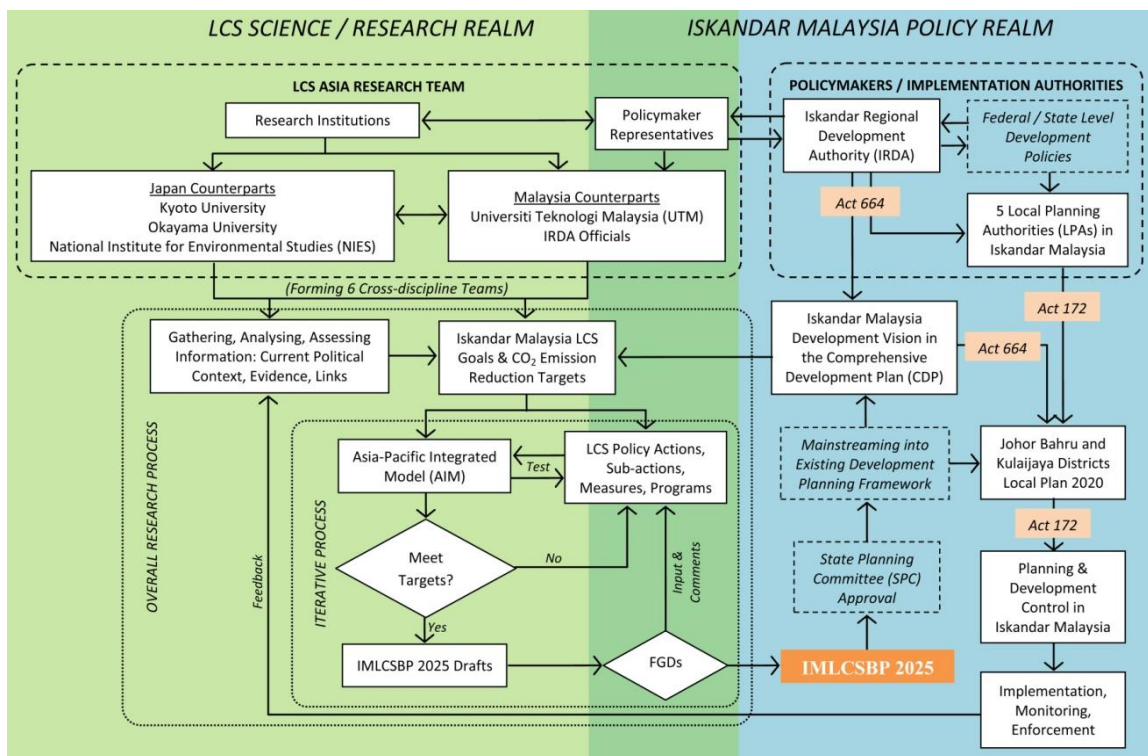 LCS SCIENCE / RESEARCH REALM
ISKANDAR MALAYSIA POLICY REALM
LCS ASIA RESEARCH TEAM
Research Institutions
Policymaker
Representatives
Japan Counterparts
Kyoto University
Okayama University
National Institute for Environmental Studies (NIES)
Malaysia Counterparts
Universiti Teknologi Malaysia (UTM)
IRDA Officials
POLICYMAKERS / IMPLEMENTATION AUTHORITIES
Iskandar Regional
Development
Authority (IRDA)
Federal / State Level
Development
Policies
Act 664
5 Local Planning
Authorities (LPAs) in
Iskandar Malaysia
(Forming 6 Cross-discipline Teams)
Act 172
OVERALL RESEARCH PROCESS
Gathering, Analysing, Assessing
Information: Current Political
Context, Evidence, Links
Iskandar Malaysia LCS
Goals & CO₂ Emission
Reduction Targets
Iskandar Malaysia
Development Vision in
the Comprehensive
Development Plan (CDP)
Act 664
ITERATIVE PROCESS
Asia-Pacific Integrated
Model (AIM)
Test
LCS Policy Actions,
Sub-actions,
Measures, Programs
Mainstreaming into
Existing Development
Planning Framework
Johor Bahru and
Kulaijaya Districts
Local Plan 2020
Act 172
Meet
Targets?
No
Yes
Feedback
Input &
Comments
State Planning
Committee (SPC)
Approval
Planning &
Development
Control in
Iskandar Malaysia
IMLCSBP 2025 Drafts
FGDs
IMLCSBP 2025
Implementation,
Monitoring,
Enforcement